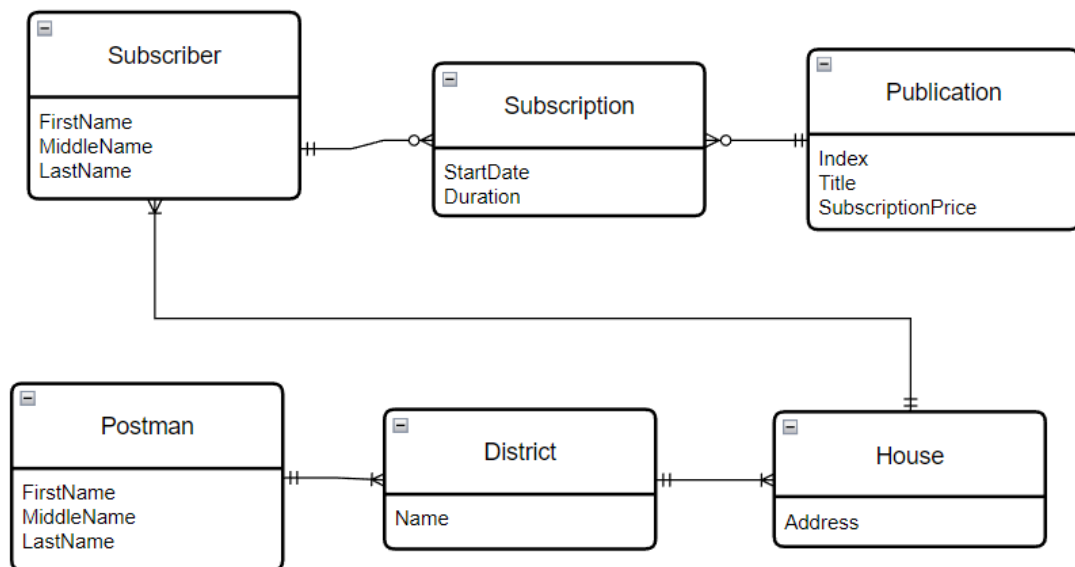 Subscriber
FirstName
MiddleName
LastName
Subscription
StartDate
Duration
Publication
Index
Title
SubscriptionPrice
Postman
FirstName
MiddleName
LastName
District
Name
House
Address